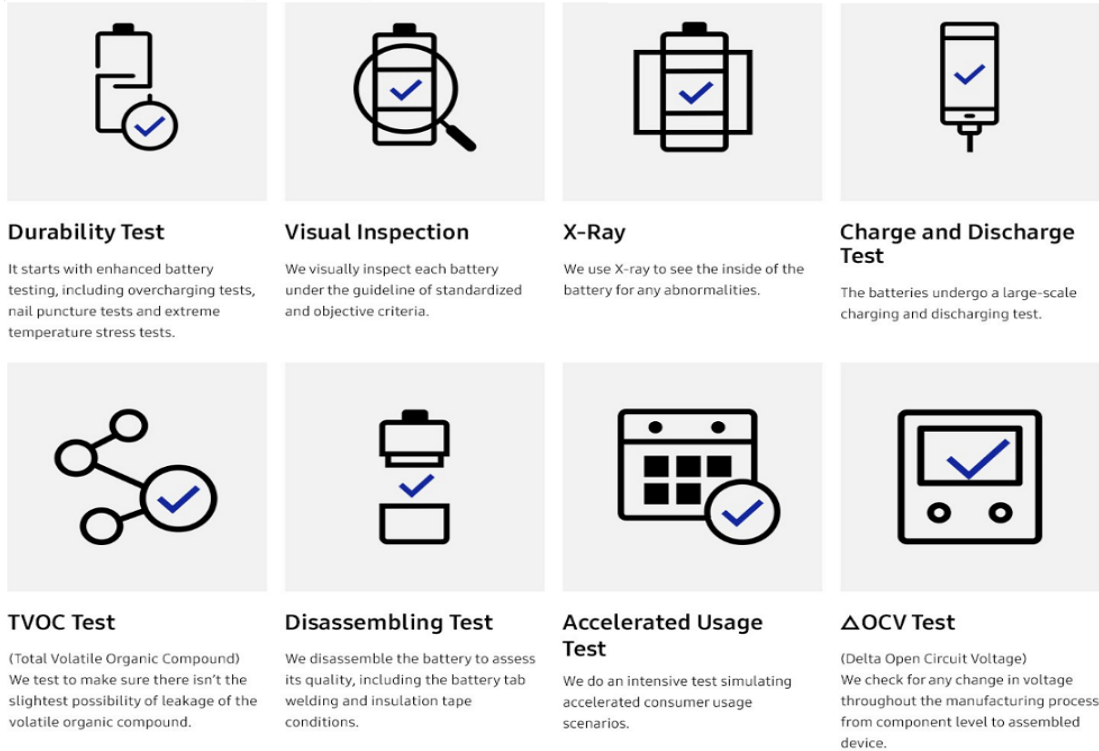 Durability Test
It starts with enhanced battery
testing, including overcharging tests,
nail puncture tests and extreme
temperature stress tests.
Visual Inspection
We visually inspect each battery
under the guideline of standardized
and objective criteria.
X-Ray
We use X-ray to see the inside of the
battery for any abnormalities.
Charge and Discharge
Test
The batteries undergo a large-scale
charging and discharging test.
TVOC Test
(Total Volatile Organic Compound)
We test to make sure there isn't the
slightest possibility of leakage of the
volatile organic compound.
Disassembling Test
We disassemble the battery to assess
its quality, including the battery tab
welding and insulation tape
conditions.
Accelerated Usage
Test
We do an intensive test simulating
accelerated consumer usage
scenarios.
△OCV Test
(Delta Open Circuit Voltage)
We check for any change in voltage
throughout the manufacturing process
from component level to assembled
device.